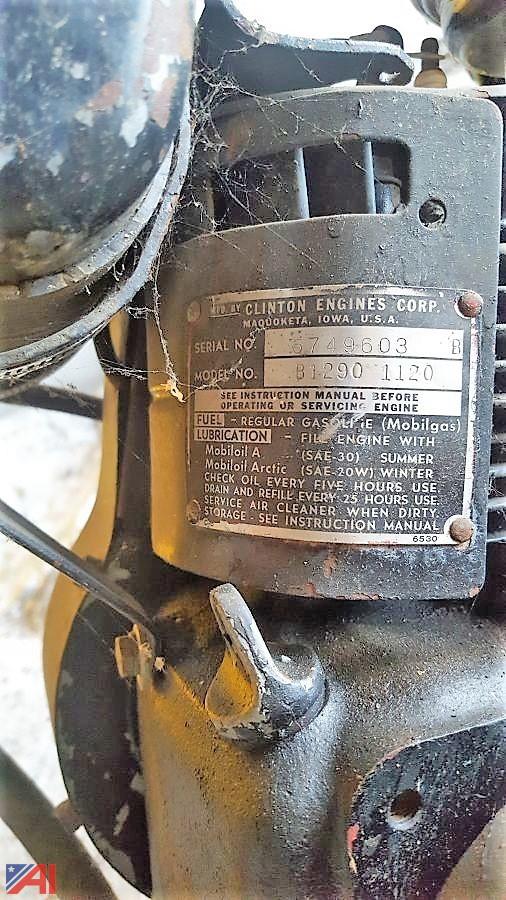 MFD. BY CLINTON ENGINES CORP.
MAQUOKETA, IOWA, U.S.A.
SERIAL NO. 6749603 B
MODEL NO. B1290 1120
SEE INSTRUCTION MANUAL BEFORE
OPERATING OR SERVICING ENGINE
FUEL - REGULAR GASOLINE (Mobilgas)
LUBRICATION - FILL ENGINE WITH
Mobiloil A (SAE-30) SUMMER
Mobiloil Arctic (SAE-20W) WINTER
CHECK OIL EVERY FIVE HOURS USE.
DRAIN AND REFILL EVERY 25 HOURS USE.
SERVICE AIR CLEANER WHEN DIRTY.
STORAGE - SEE INSTRUCTION MANUAL
6530
AI